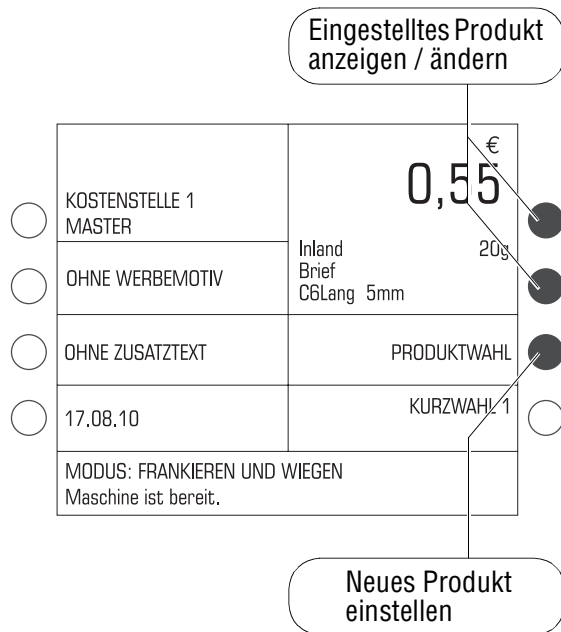 Eingestelltes Produkt
anzeigen / ändern
€
0,55
KOSTENSTELLE 1
MASTER
Inland 20g
Brief
C6Lang 5mm
OHNE WERBEMOTIV
OHNE ZUSATZTEXT
PRODUKTWAHL
17.08.10
KURZWAHL 1
MODUS: FRANKIEREN UND WIEGEN
Maschine ist bereit.
Neues Produkt
einstellen